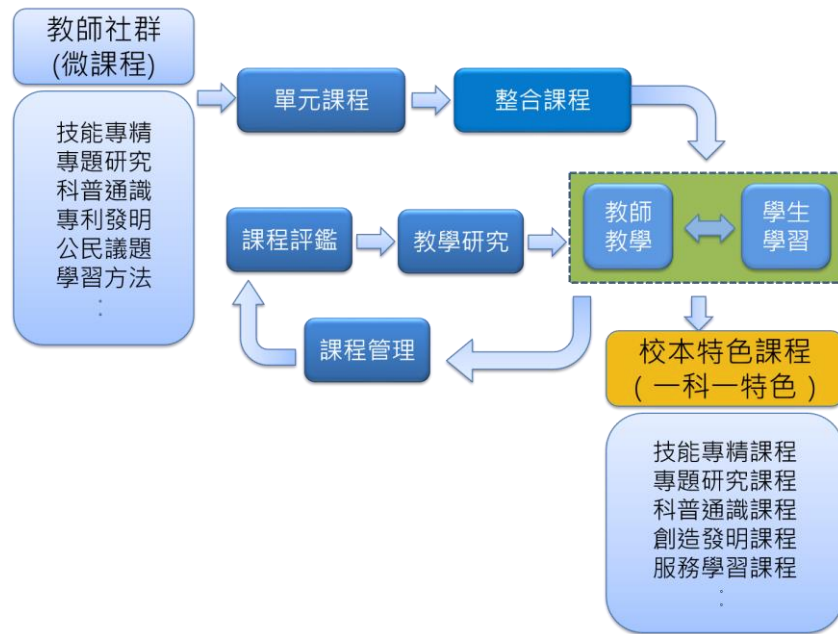 教師社群
(微課程)
技能專精
專題研究
科普通識
專利發明
公民議題
學習方法
:
單元課程
整合課程
教師
教學
學生
學習
課程評鑑
教學研究
課程管理
校本特色課程
( 一科一特色 )
技能專精課程
專題研究課程
科普通識課程
創造發明課程
服務學習課程
: